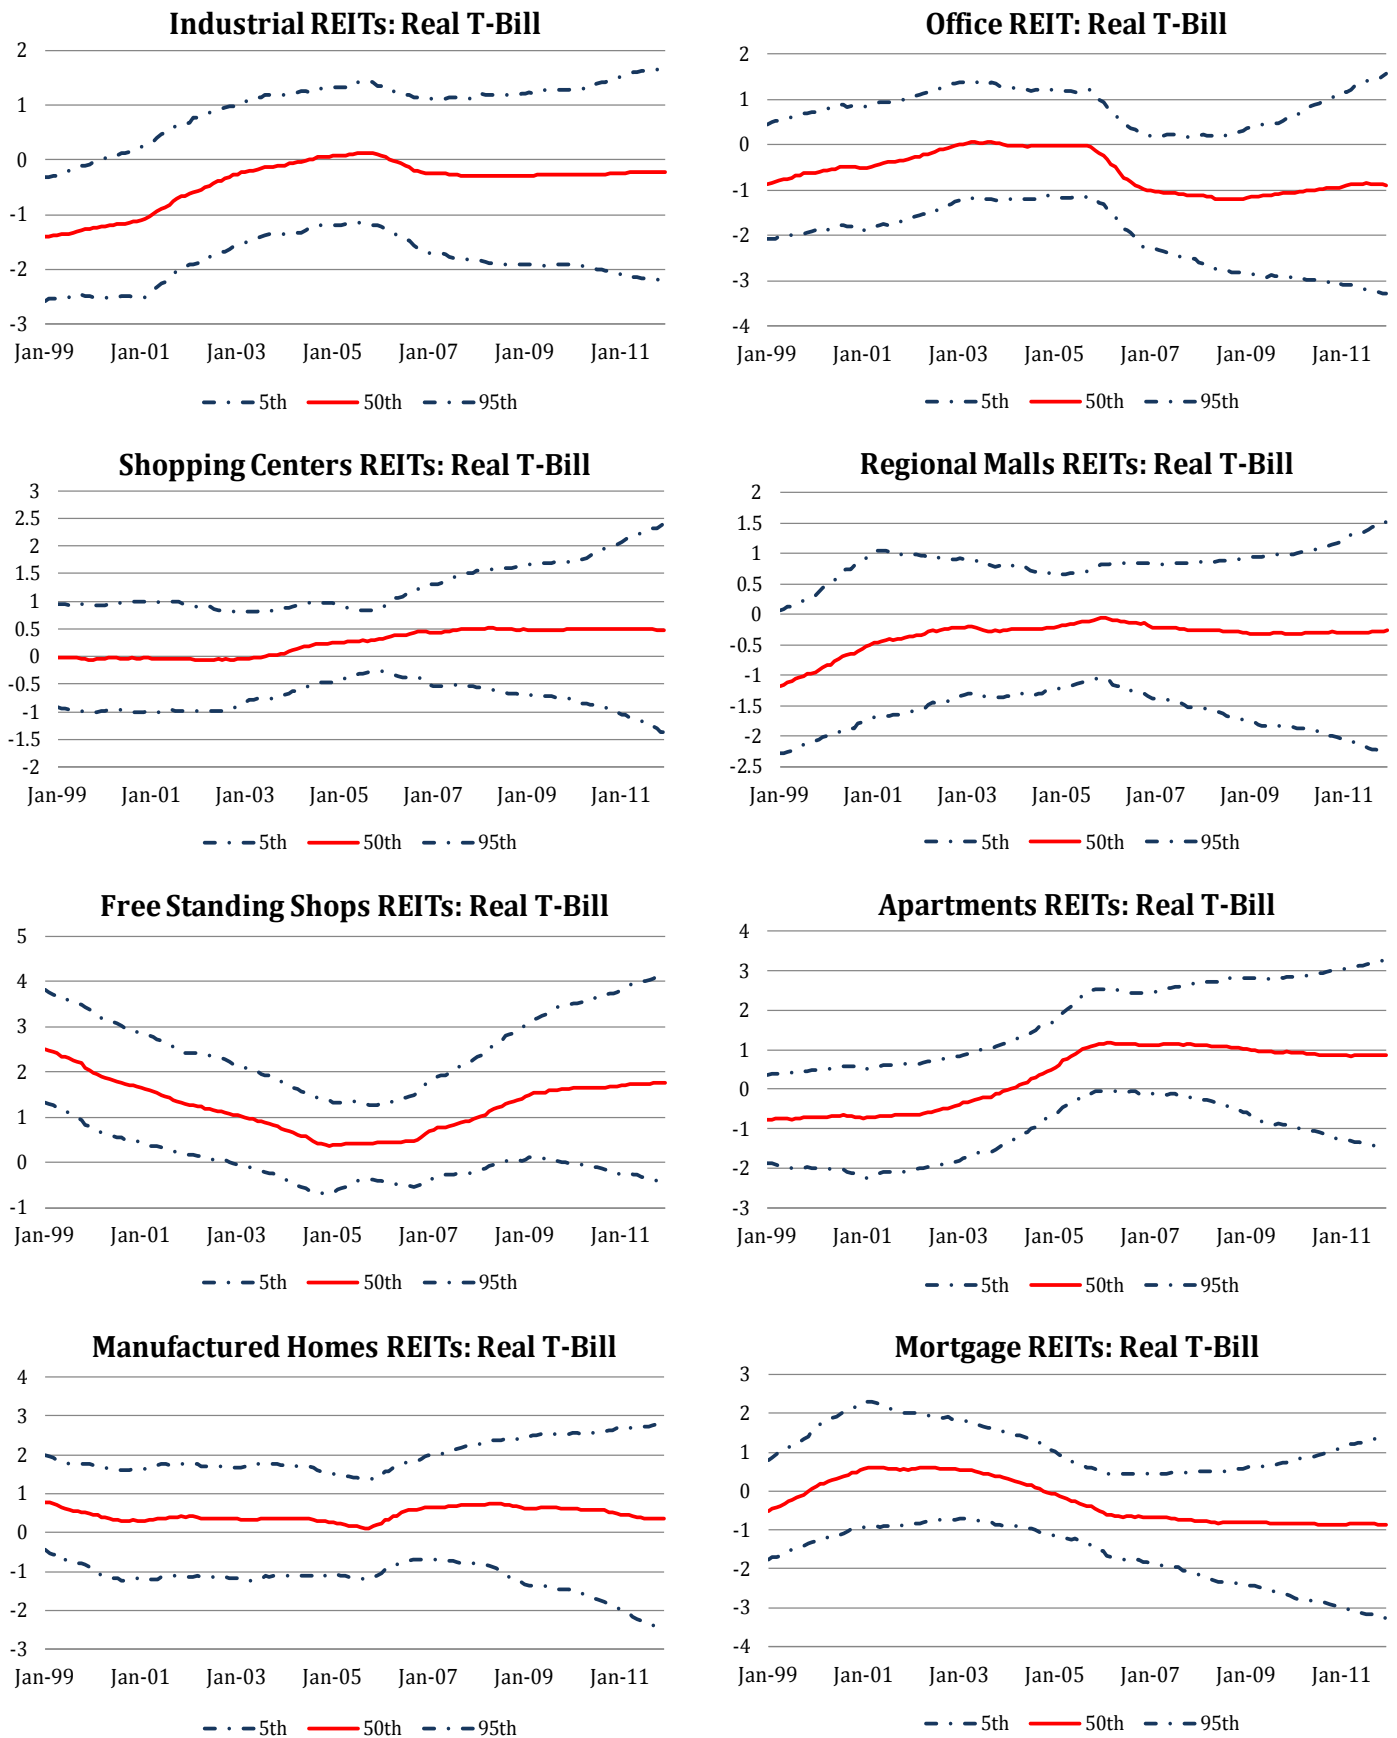 Industrial REITs: Real T-Bill
2
1
0
-1
-2
-3
Jan-99 Jan-01 Jan-03 Jan-05 Jan-07 Jan-09 Jan-11
5th 50th 95th
Office REIT: Real T-Bill
2
1
0
-1
-2
-3
-4
Jan-99 Jan-01 Jan-03 Jan-05 Jan-07 Jan-09 Jan-11
5th 50th 95th
Shopping Centers REITs: Real T-Bill
3
2.5
2
1.5
1
0.5
0
-0.5
-1
-1.5
-2
Jan-99 Jan-01 Jan-03 Jan-05 Jan-07 Jan-09 Jan-11
5th 50th 95th
Regional Malls REITs: Real T-Bill
2
1.5
1
0.5
0
-0.5
-1
-1.5
-2
-2.5
Jan-99 Jan-01 Jan-03 Jan-05 Jan-07 Jan-09 Jan-11
5th 50th 95th
Free Standing Shops REITs: Real T-Bill
5
4
3
2
1
0
-1
Jan-99 Jan-01 Jan-03 Jan-05 Jan-07 Jan-09 Jan-11
5th 50th 95th
Apartments REITs: Real T-Bill
4
3
2
1
0
-1
-2
-3
Jan-99 Jan-01 Jan-03 Jan-05 Jan-07 Jan-09 Jan-11
5th 50th 95th
Manufactured Homes REITs: Real T-Bill
4
3
2
1
0
-1
-2
-3
Jan-99 Jan-01 Jan-03 Jan-05 Jan-07 Jan-09 Jan-11
5th 50th 95th
Mortgage REITs: Real T-Bill
3
2
1
0
-1
-2
-3
-4
Jan-99 Jan-01 Jan-03 Jan-05 Jan-07 Jan-09 Jan-11
5th 50th 95th